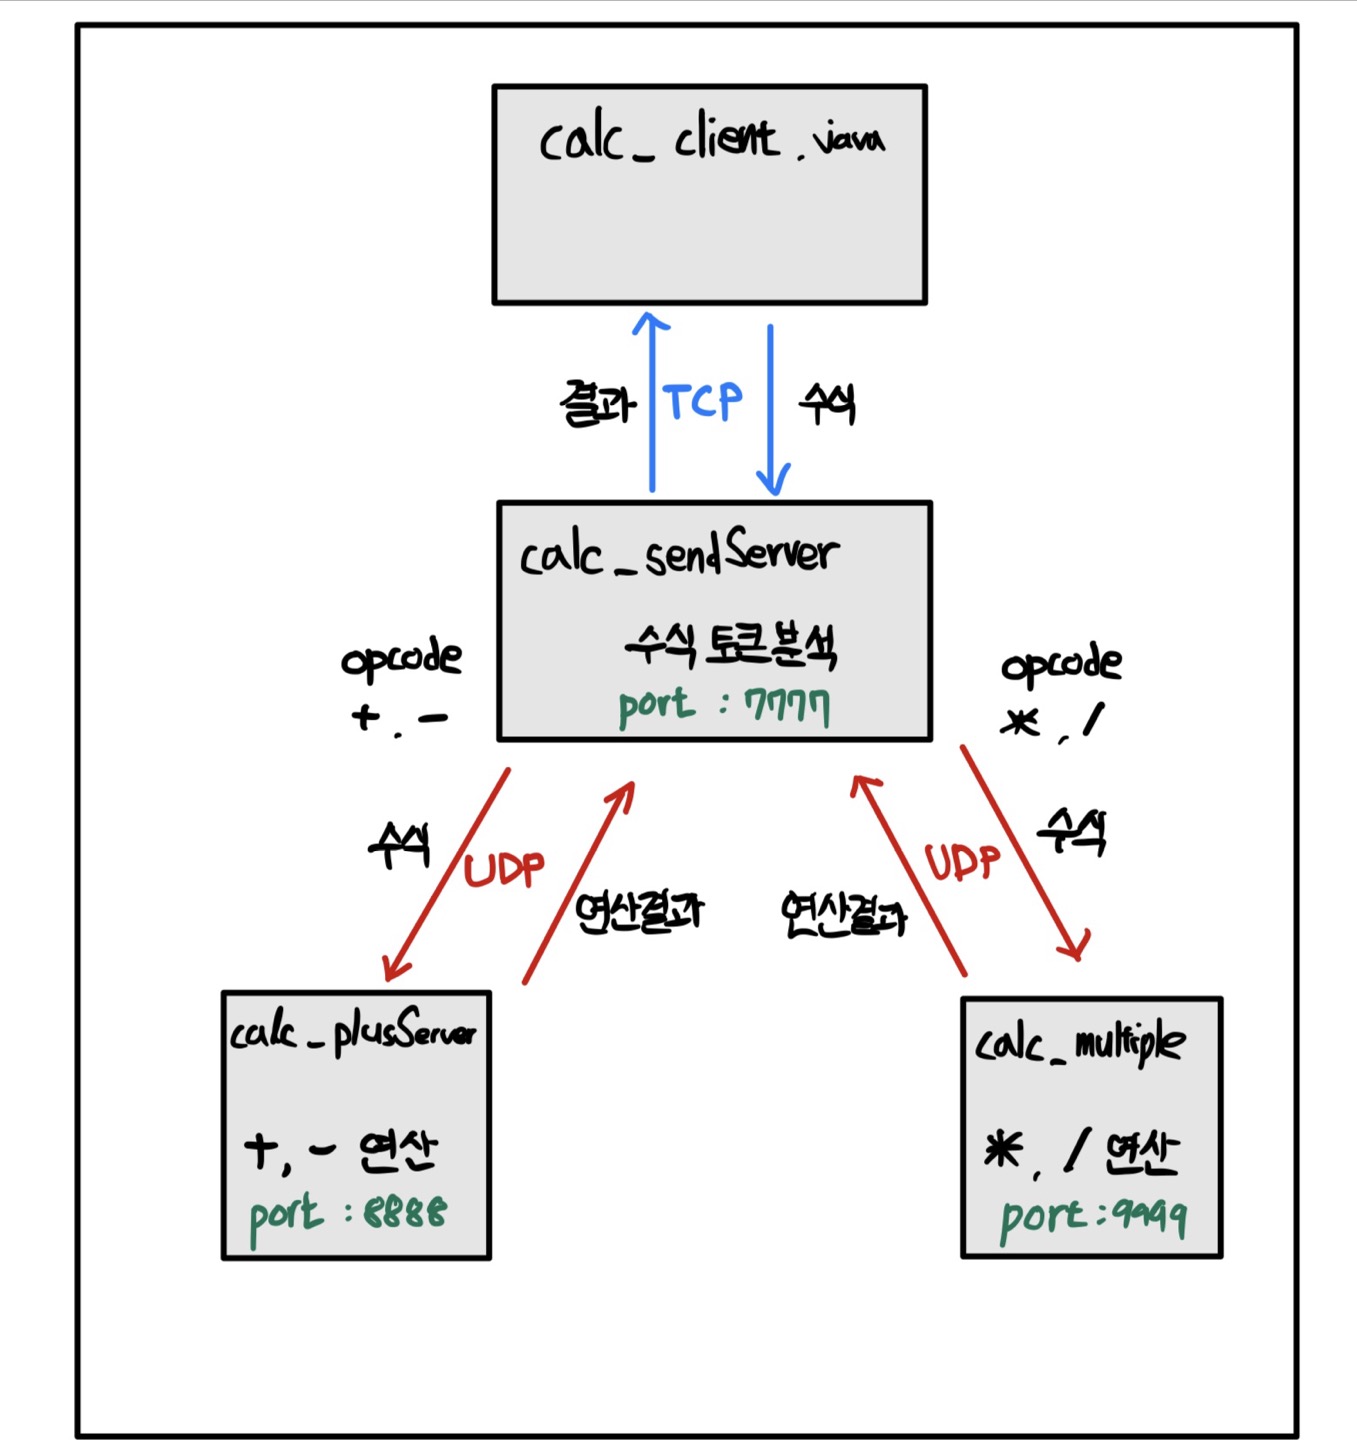 calc_client.java
결과
TCP
수식
calc_sendServer
수식 토큰 분석
port : 7777
opcode
+, -
opcode
*, /
수식
UDP
연산결과
연산결과
UDP
수식
calc_plusServer
+, - 연산
port : 8888
calc_multiple
*, / 연산
port : 9999